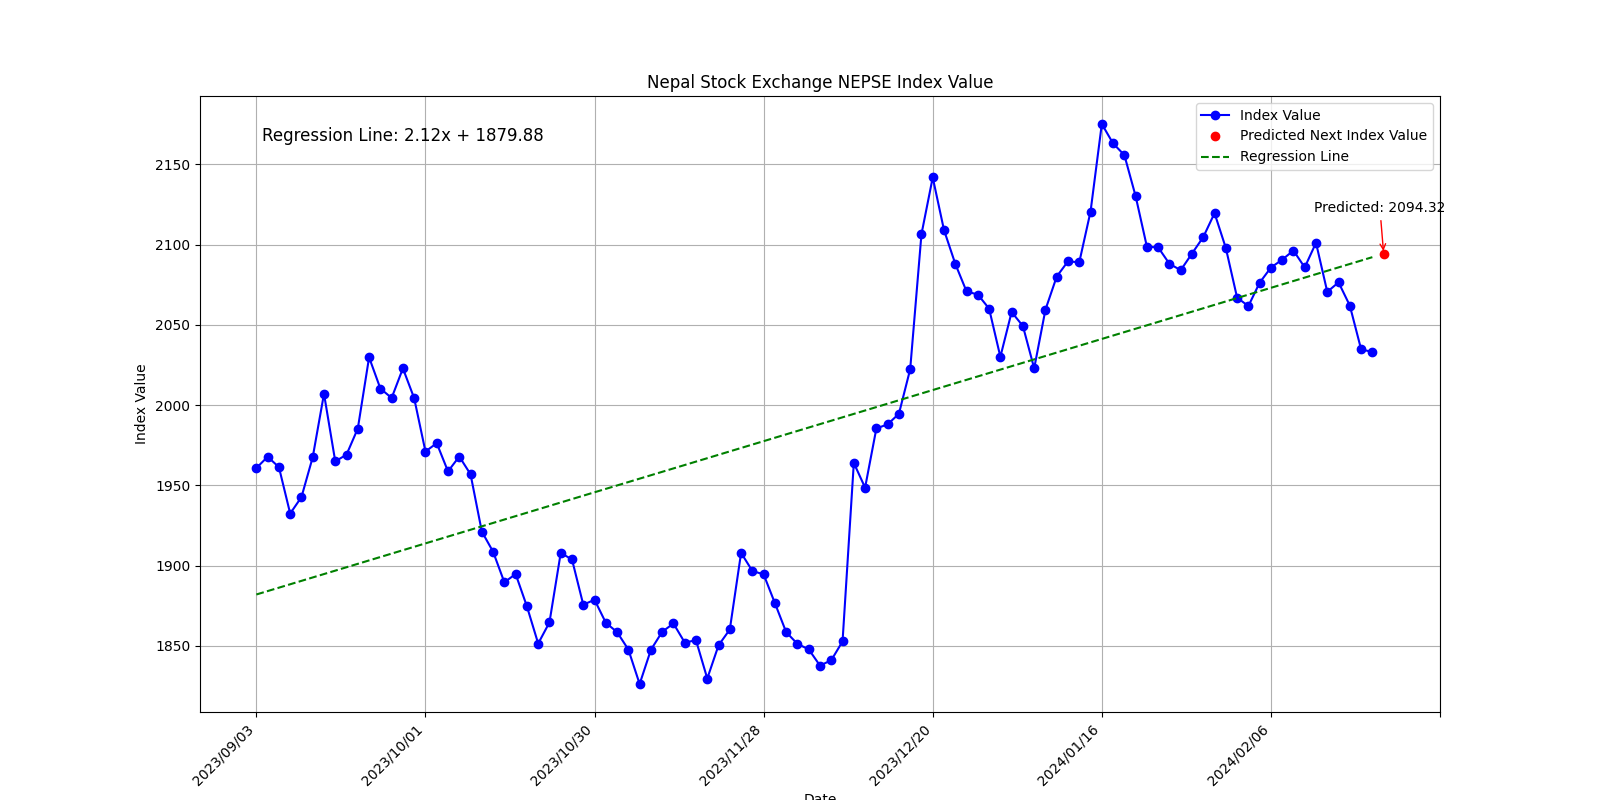 Nepal Stock Exchange NEPSE Index Value
Regression Line: 2.12x + 1879.88
Index Value
Predicted Next Index Value
Regression Line
Predicted: 2094.32
2150
2100
2050
2000
1950
1900
1850
Index Value
2023/09/03
2023/10/01
2023/10/30
2023/11/28
2023/12/20
2024/01/16
2024/02/06
Date